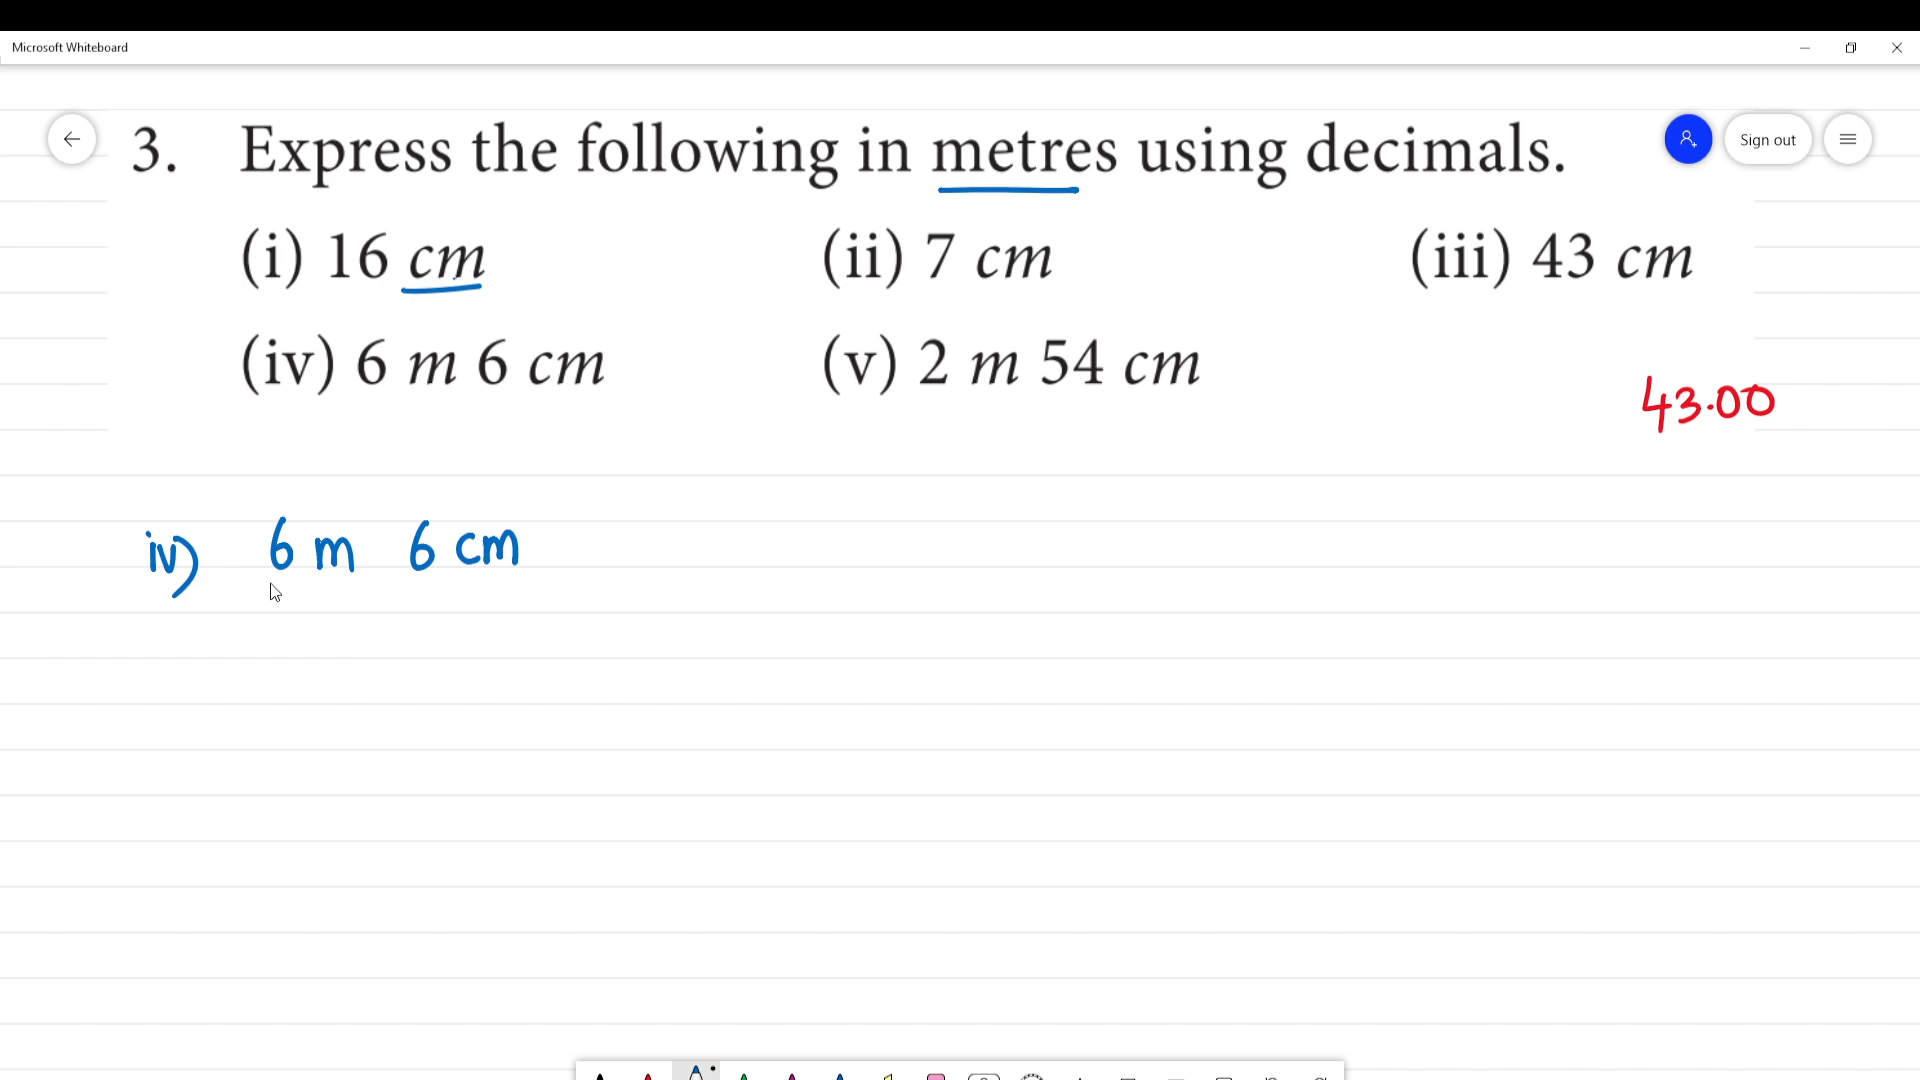 Microsoft Whiteboard
3. Express the following in metres using decimals.
Sign out
(i) 16 cm (ii) 7 cm (iii) 43 cm
(iv) 6 m 6 cm (v) 2 m 54 cm
43.00
iv) 6 m 6 cm